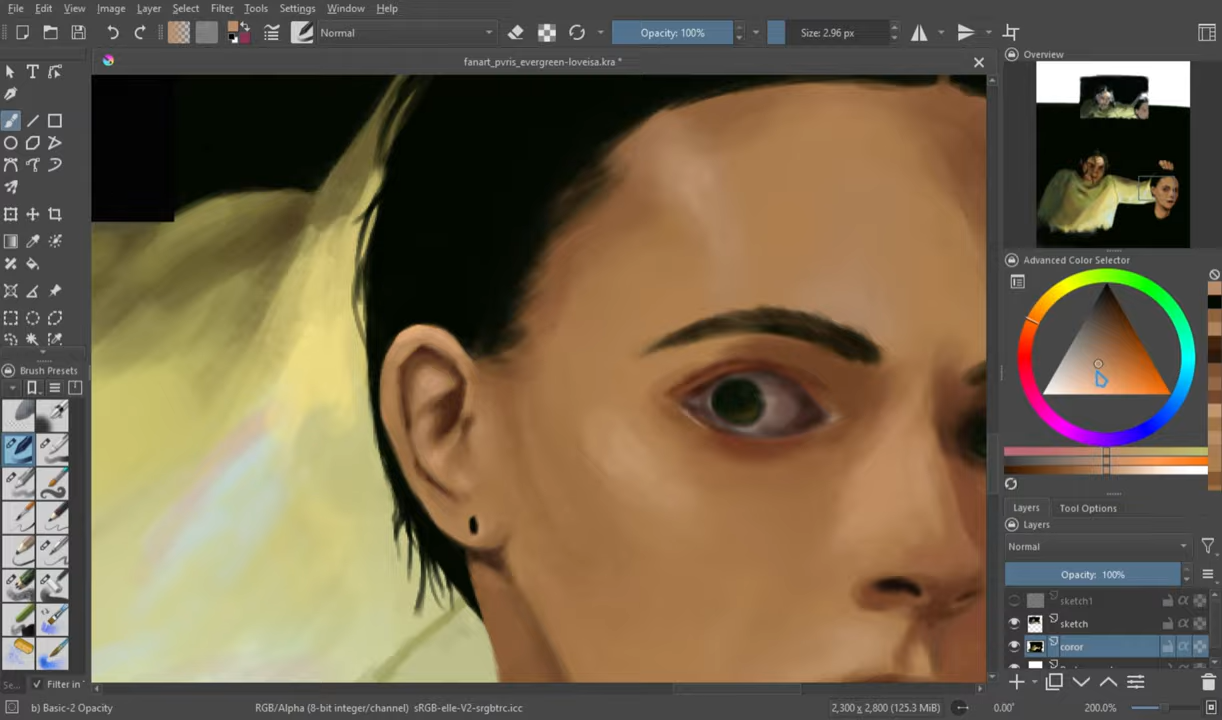 File Edit View Image Layer Select Filter Tools Settings Window Help
Normal
Opacity: 100%
Size: 2.96 px
fanart_pvris_evergreen-loveisa.kra *
Overview
Advanced Color Selector
Brush Presets
Layers Tool Options
Layers
Normal
Opacity: 100%
sketch1
sketch
coror
Se...
Filter in
b) Basic-2 Opacity
RGB/Alpha (8-bit integer/channel) sRGB-elle-V2-srgbtrc.icc
2,300 x 2,800 (125.3 MiB)
0.00°
200.0%